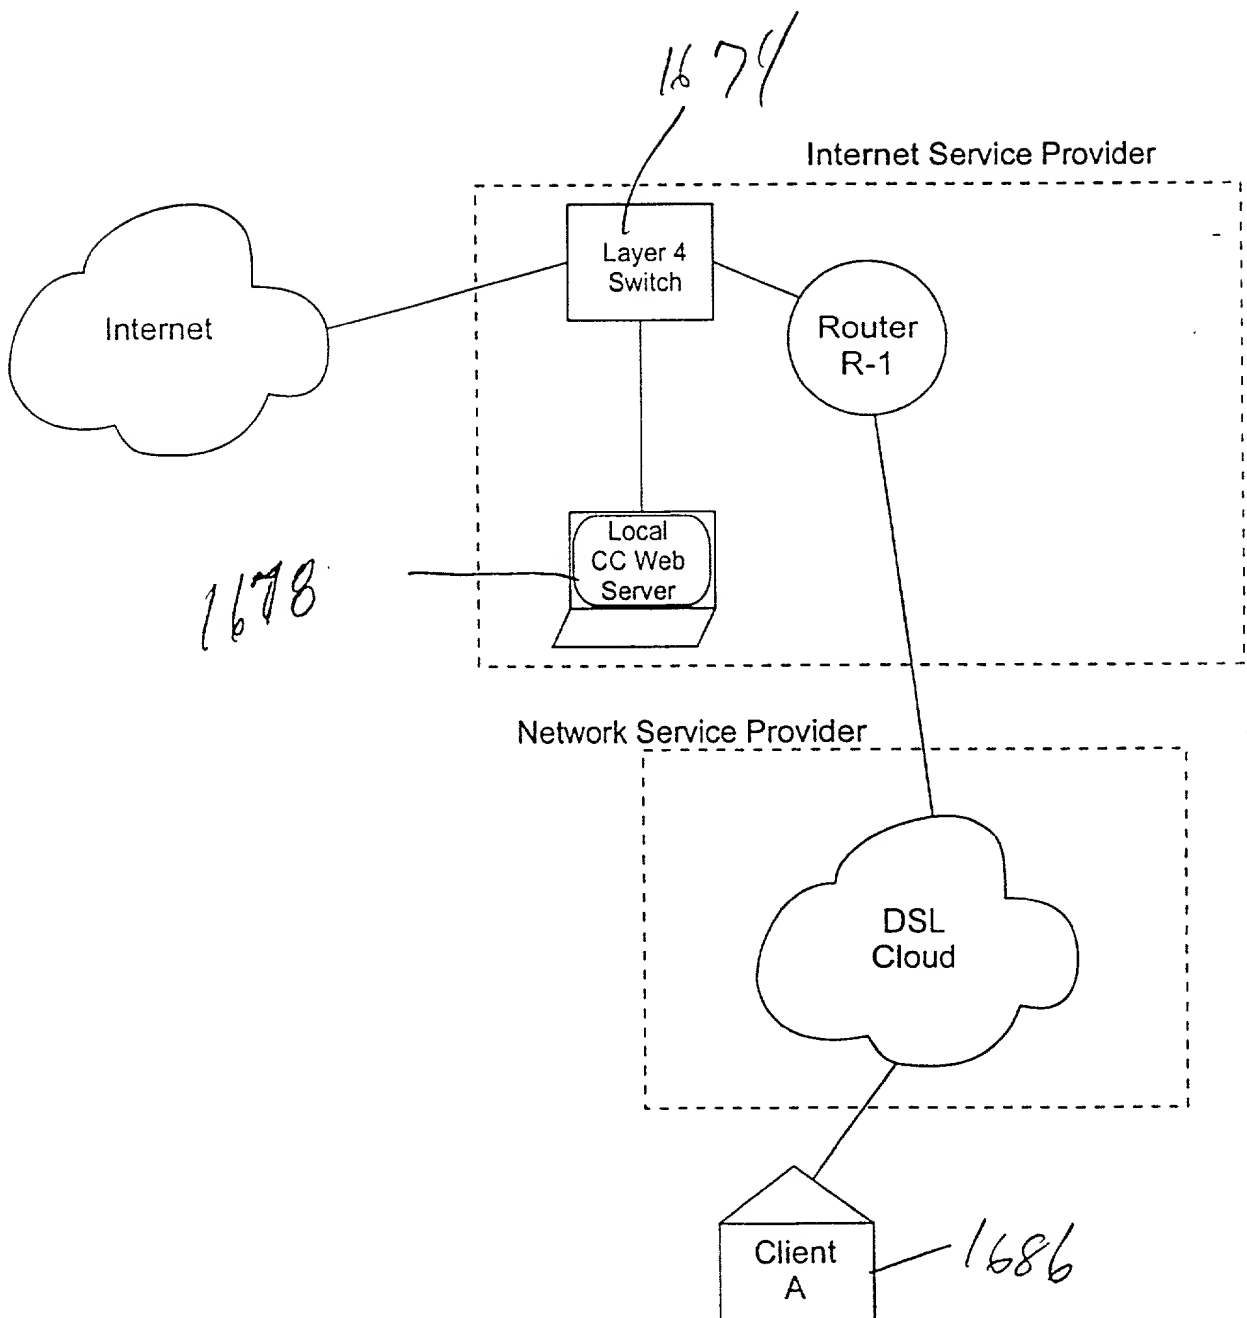 1674
Internet Service Provider
Layer 4
Switch
Internet
Router
R-1
Local
CC Web
Server
1678
Network Service Provider
DSL
Cloud
Client
A
1686